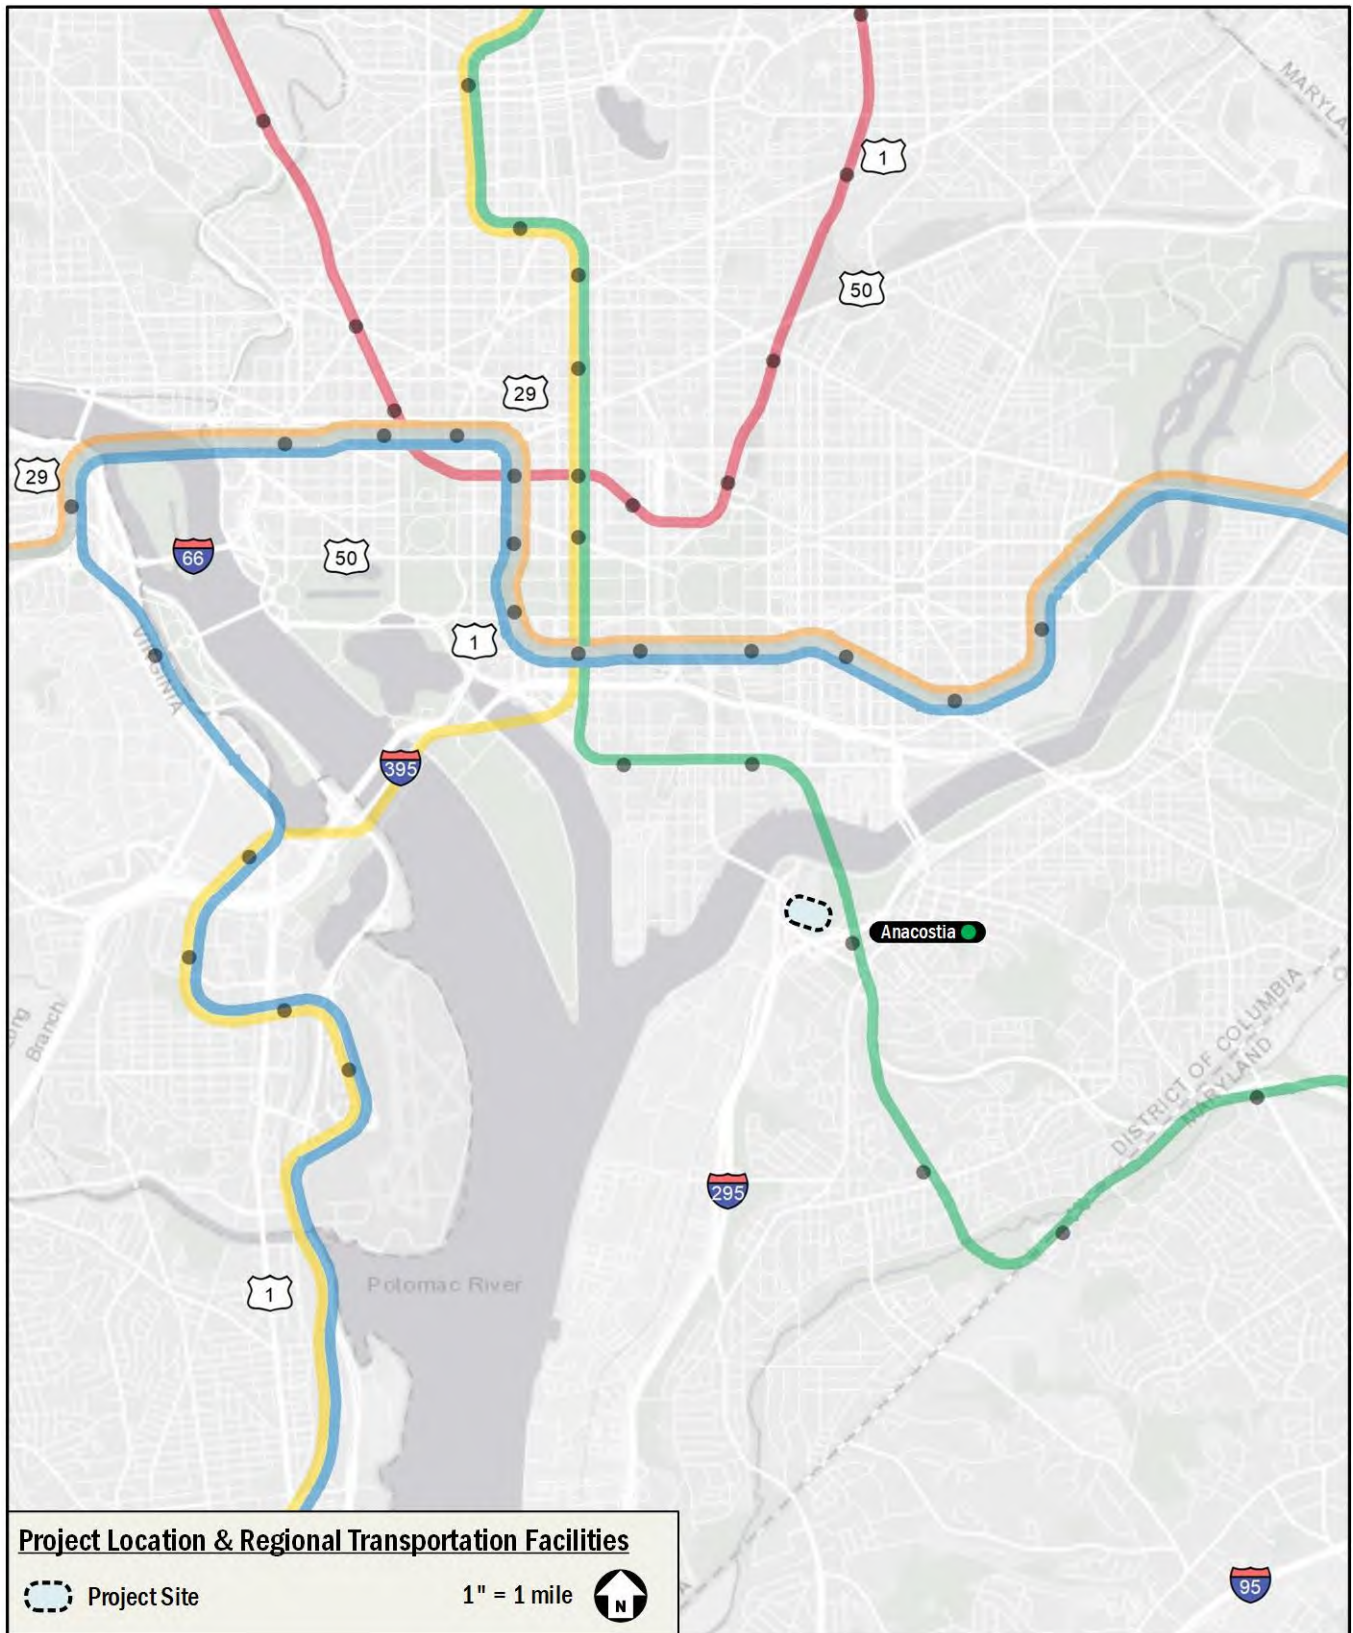 MARYLA
1
50
29
29
66
50
1
VIRGINIA
395
Anacostia
Branch
DISTRICT OF COLUMBIA
MARYLAND
295
1
Potomac River
Project Location & Regional Transportation Facilities
Project Site
1" = 1 mile
N
95